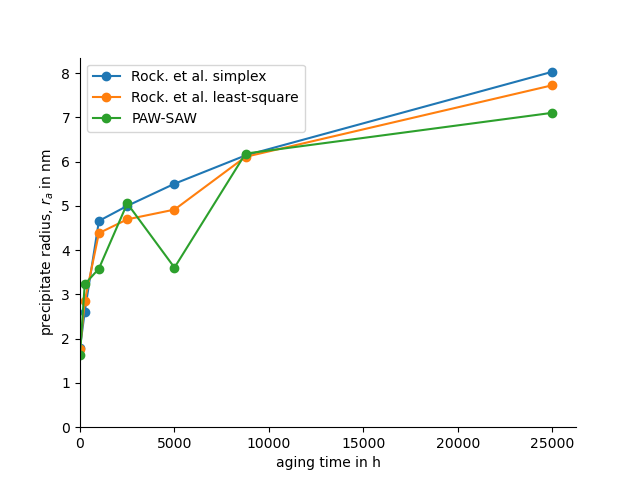 Rock. et al. simplex
Rock. et al. least-square
PAW-SAW
precipitate radius, rₐ in nm
8
7
6
5
4
3
2
1
0
0 5000 10000 15000 20000 25000
aging time in h